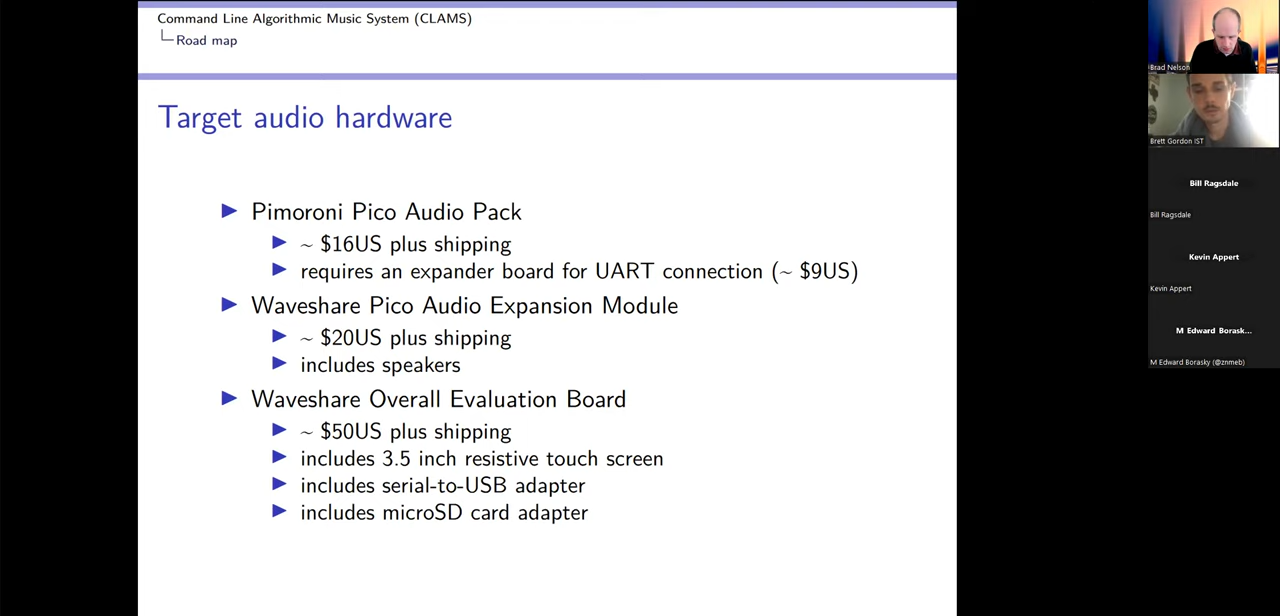 Command Line Algorithmic Music System (CLAMS)
Road map
Target audio hardware
Pimoroni Pico Audio Pack
~ $16US plus shipping
requires an expander board for UART connection (~ $9US)
Waveshare Pico Audio Expansion Module
~ $20US plus shipping
includes speakers
Waveshare Overall Evaluation Board
~ $50US plus shipping
includes 3.5 inch resistive touch screen
includes serial-to-USB adapter
includes microSD card adapter
Brad Nelson
Brett Gordon IST
Bill Ragsdale
Bill Ragsdale
Kevin Appert
Kevin Appert
M Edward Borask...
M Edward Borasky (@znmeb)